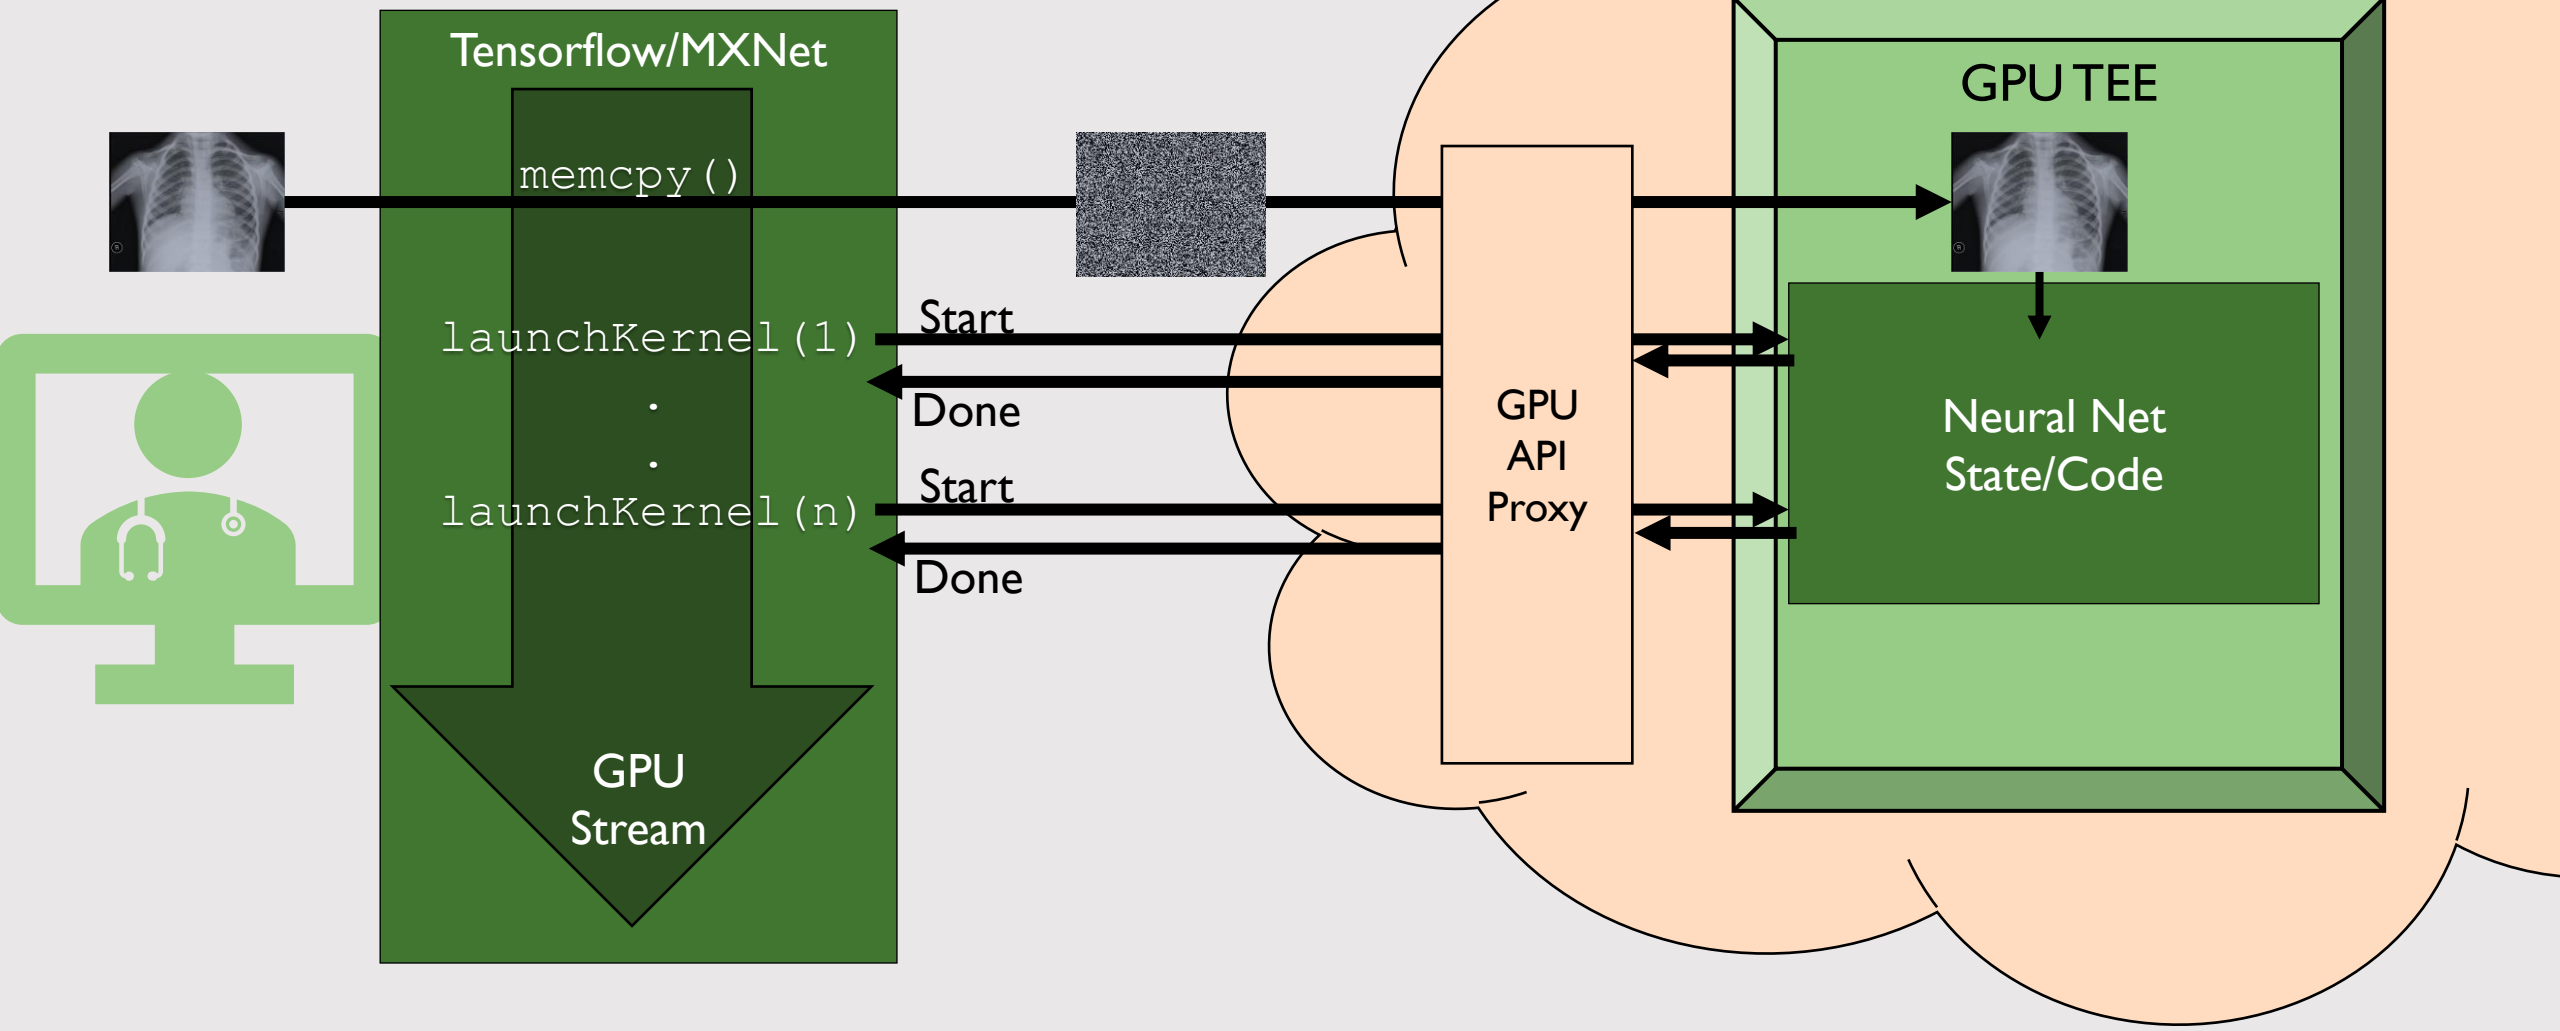 Tensorflow/MXNet
memcpy()
launchKernel(1)
.
.
launchKernel(n)
GPU
Stream
Start
Done
Start
Done
GPU
API
Proxy
GPU TEE
Neural Net
State/Code